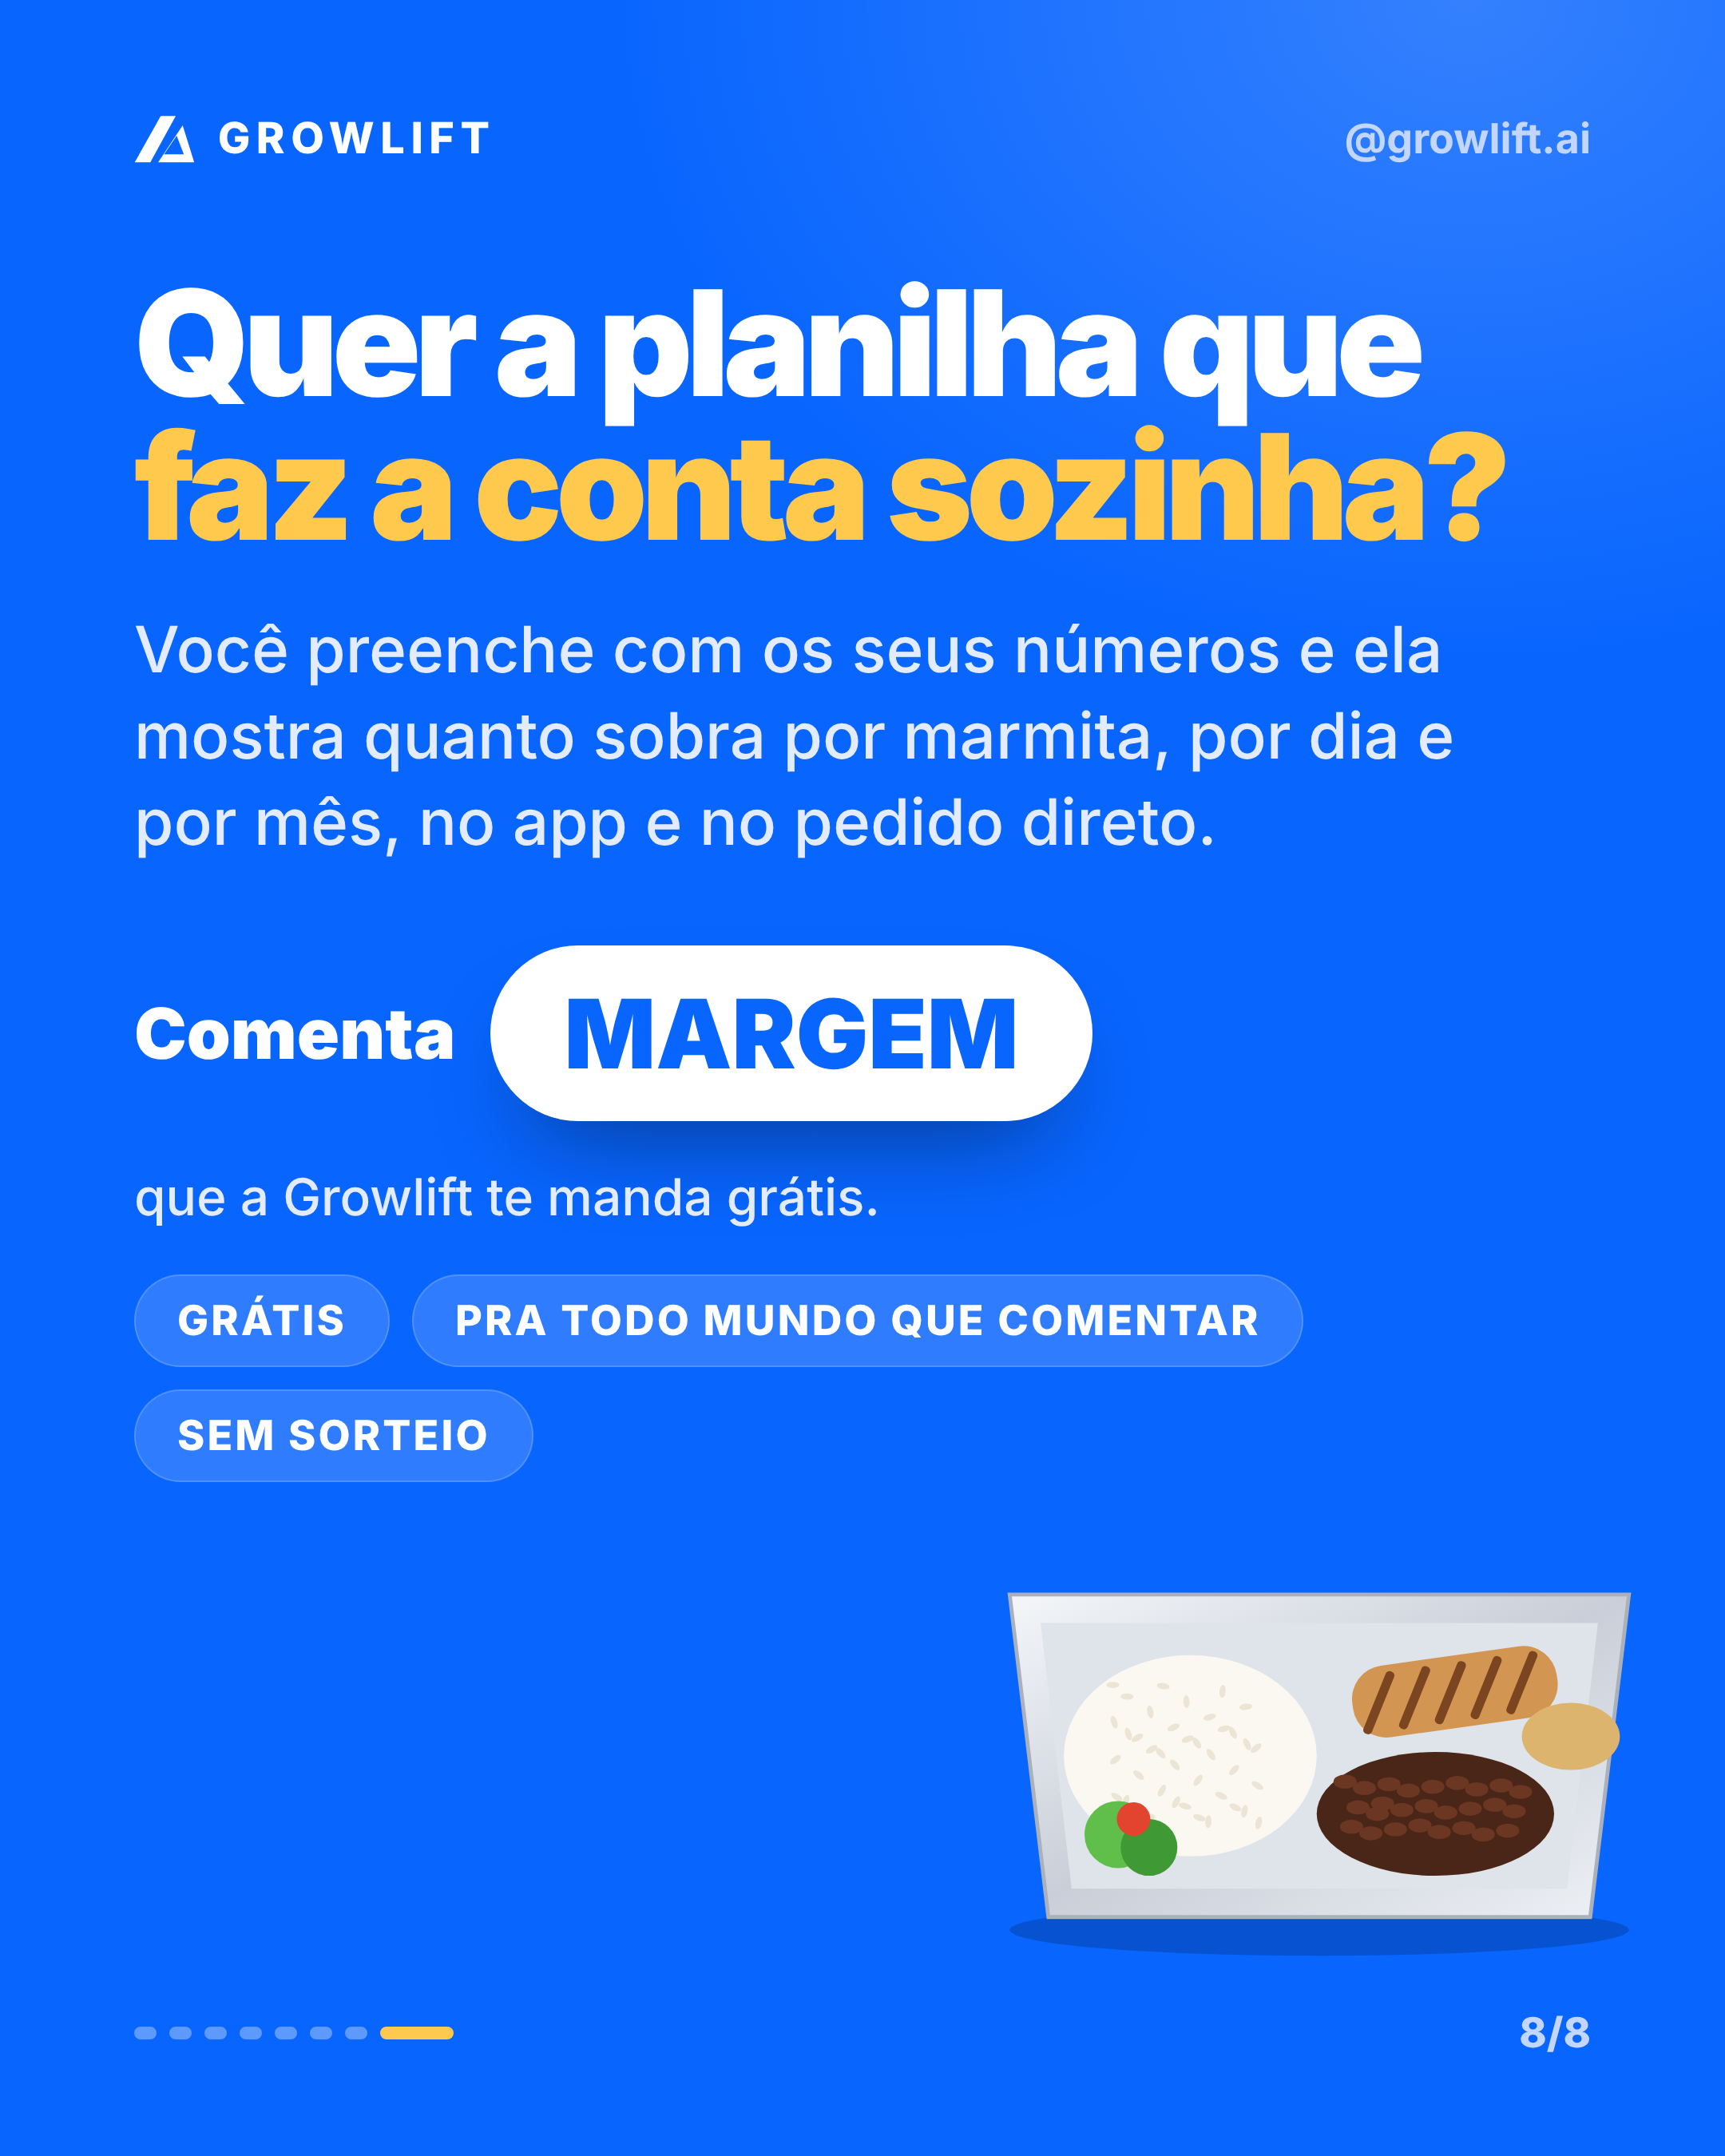 GROWLIFT
@growlift.ai
Quer a planilha que
faz a conta sozinha?
Você preenche com os seus números e ela
mostra quanto sobra por marmita, por dia e
por mês, no app e no pedido direto.
Comenta MARGEM
que a Growlift te manda grátis.
GRÁTIS
PRA TODO MUNDO QUE COMENTAR
SEM SORTEIO
8/8